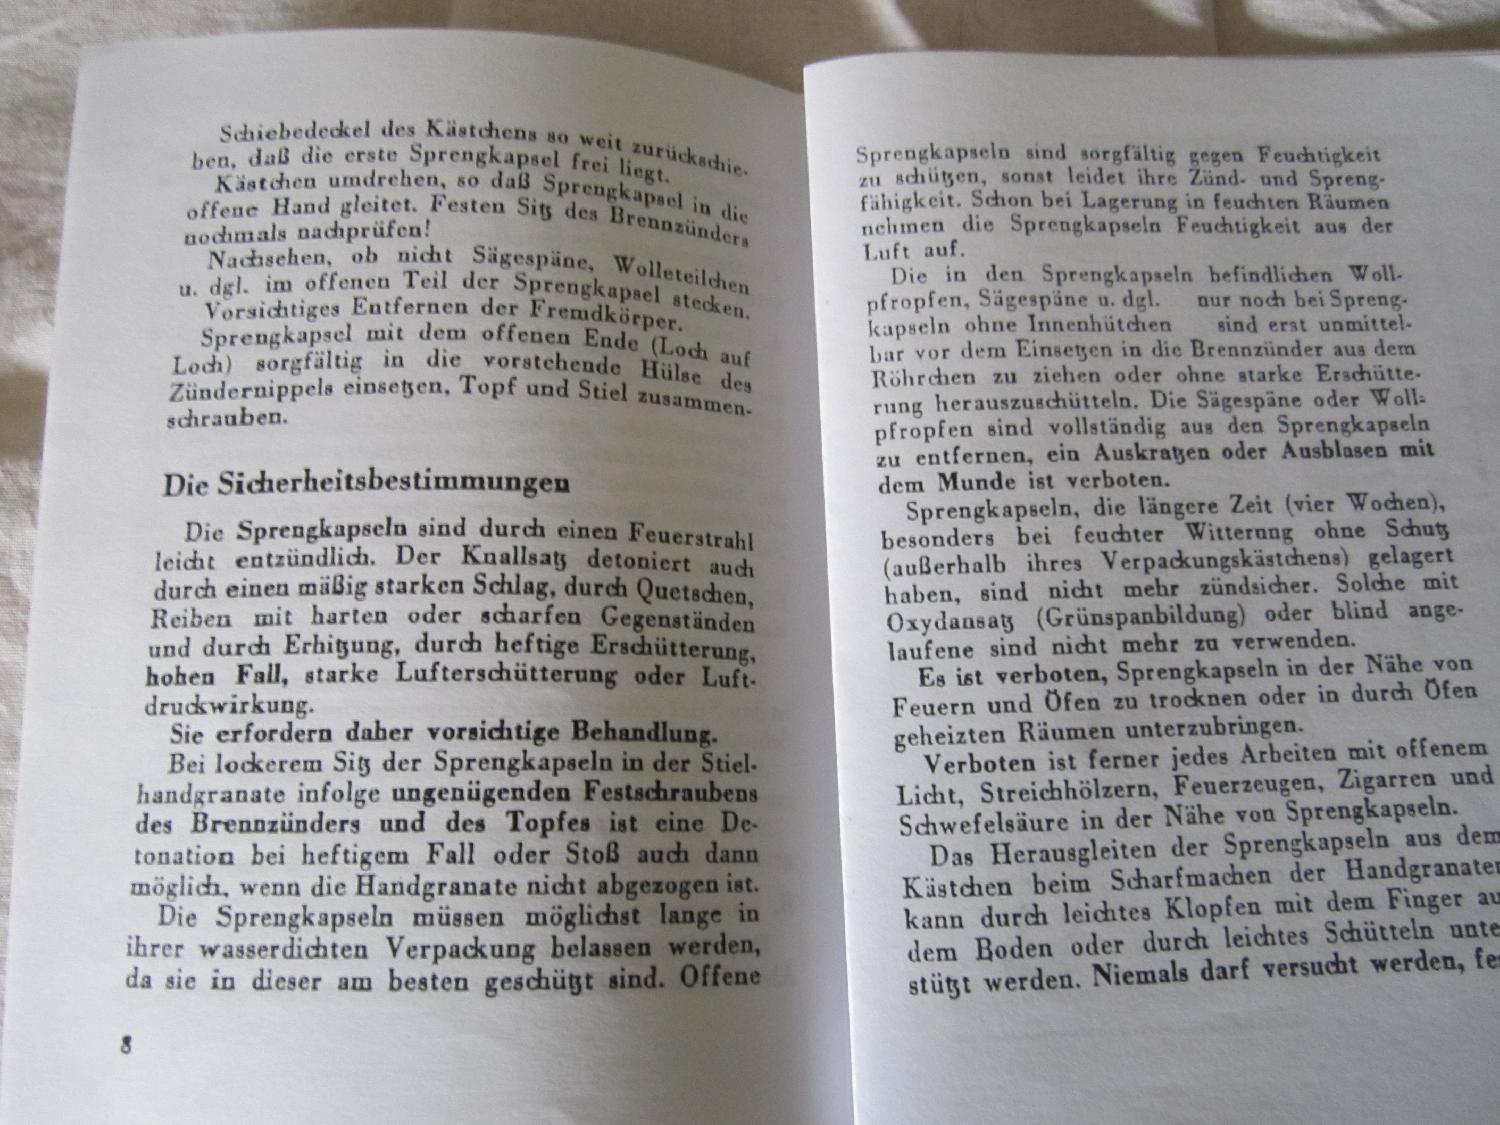 Schiebedeckel des Kästchens so weit zurückschie-
ben, daß die erste Sprengkapsel frei liegt.
Kästchen umdrehen, so daß Sprengkapsel in die
offene Hand gleitet. Festen Sitz des Brennzünders
nochmals nachprüfen!
Nachsehen, ob nicht Sägespäne, Wolleteilchen
u. dgl. im offenen Teil der Sprengkapsel stecken.
Vorsichtiges Entfernen der Fremdkörper.
Sprengkapsel mit dem offenen Ende (Loch auf
Loch) sorgfältig in die vorstehende Hülse des
Zündernippels einsetzen, Topf und Stiel zusammen-
schrauben.
Die Sicherheitsbestimmungen
Die Sprengkapseln sind durch einen Feuerstrahl
leicht entzündlich. Der Knallsatz detoniert auch
durch einen mäßig starken Schlag, durch Quetschen,
Reiben mit harten oder scharfen Gegenständen
und durch Erhitzung, durch heftige Erschütterung,
hohen Fall, starke Lufterschütterung oder Luft-
druckwirkung.
Sie erfordern daher vorsichtige Behandlung.
Bei lockerem Sitz der Sprengkapseln in der Stiel-
handgranate infolge ungenügenden Festschraubens
des Brennzünders und des Topfes ist eine De-
tonation bei heftigem Fall oder Stoß auch dann
möglich, wenn die Handgranate nicht abgezogen ist.
Die Sprengkapseln müssen möglichst lange in
ihrer wasserdichten Verpackung belassen werden,
da sie in dieser am besten geschützt sind. Offene
8
Sprengkapseln sind sorgfältig gegen Feuchtigkeit
zu schützen, sonst leidet ihre Zünd- und Spreng-
fähigkeit. Schon bei Lagerung in feuchten Räumen
nehmen die Sprengkapseln Feuchtigkeit aus der
Luft auf.
Die in den Sprengkapseln befindlichen Woll-
pfropfen, Sägespäne u. dgl. nur noch bei Spreng-
kapseln ohne Innenhütchen sind erst unmittel-
bar vor dem Einsetzen in die Brennzünder aus dem
Röhrchen zu ziehen oder ohne starke Erschütte-
rung herauszuschütteln. Die Sägespäne oder Woll-
pfropfen sind vollständig aus den Sprengkapseln
zu entfernen, ein Auskratzen oder Ausblasen mit
dem Munde ist verboten.
Sprengkapseln, die längere Zeit (vier Wochen),
besonders bei feuchter Witterung ohne Schutz
(außerhalb ihres Verpackungskästchens) gelagert
haben, sind nicht mehr zündsicher. Solche mit
Oxydansatz (Grünspanbildung) oder blind ange-
laufene sind nicht mehr zu verwenden.
Es ist verboten, Sprengkapseln in der Nähe von
Feuern und Öfen zu trocknen oder in durch Öfen
geheizten Räumen unterzubringen.
Verboten ist ferner jedes Arbeiten mit offenem
Licht, Streichhölzern, Feuerzeugen, Zigarren und
Schwefelsäure in der Nähe von Sprengkapseln.
Das Herausgleiten der Sprengkapseln aus dem
Kästchen beim Scharfmachen der Handgranaten
kann durch leichtes Klopfen mit dem Finger au
dem Boden oder durch leichtes Schütteln unte
stützt werden. Niemals darf versucht werden, fes